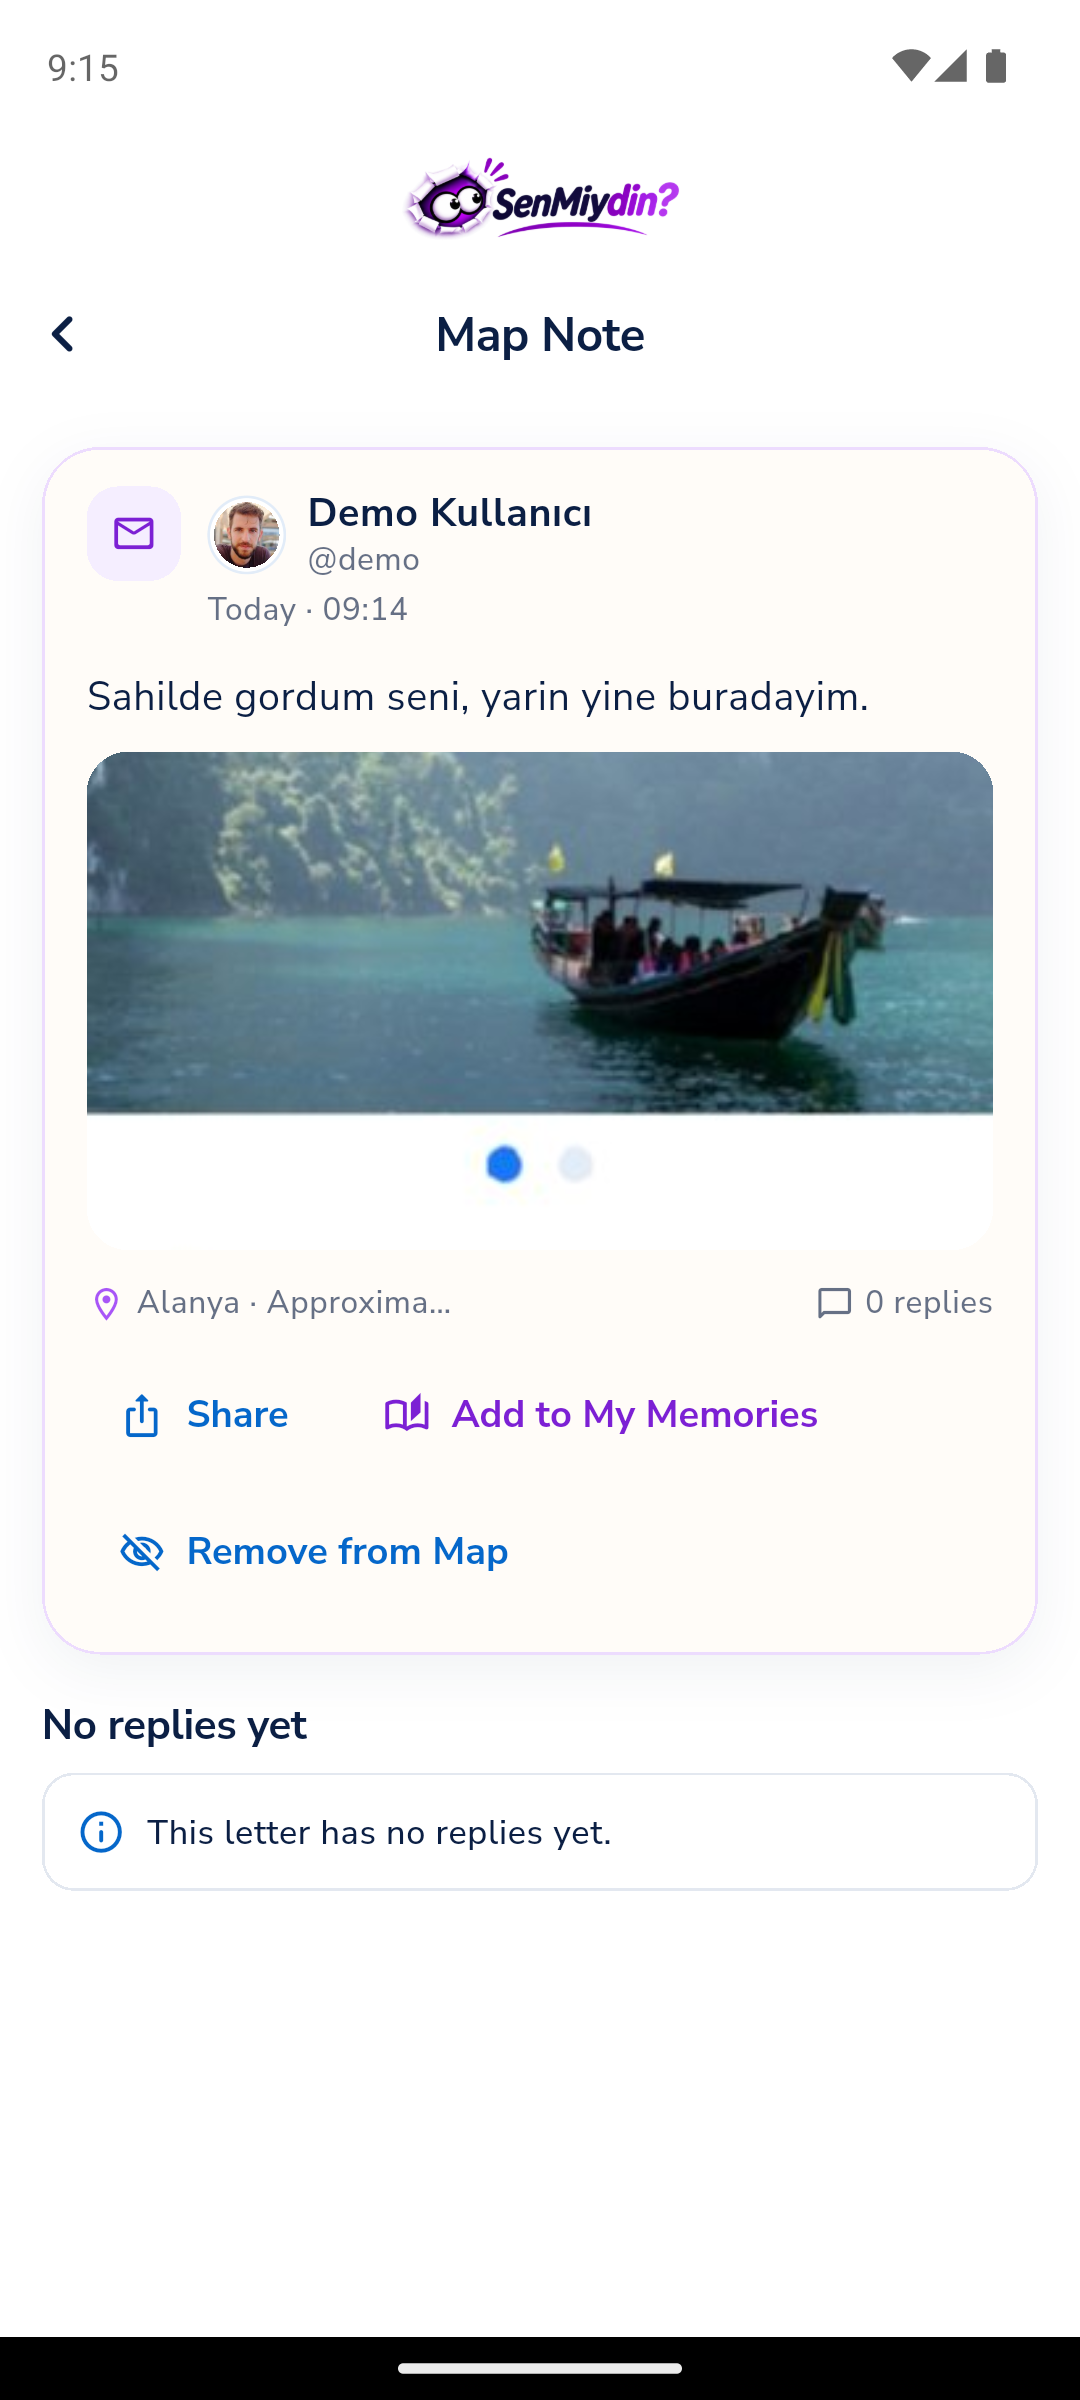 9:15
SenMiydin?
Map Note
Demo Kullanıcı
@demo
Today · 09:14
Sahilde gordum seni, yarin yine buradayim.
Alanya · Approxima...
0 replies
Share
Add to My Memories
Remove from Map
No replies yet
This letter has no replies yet.